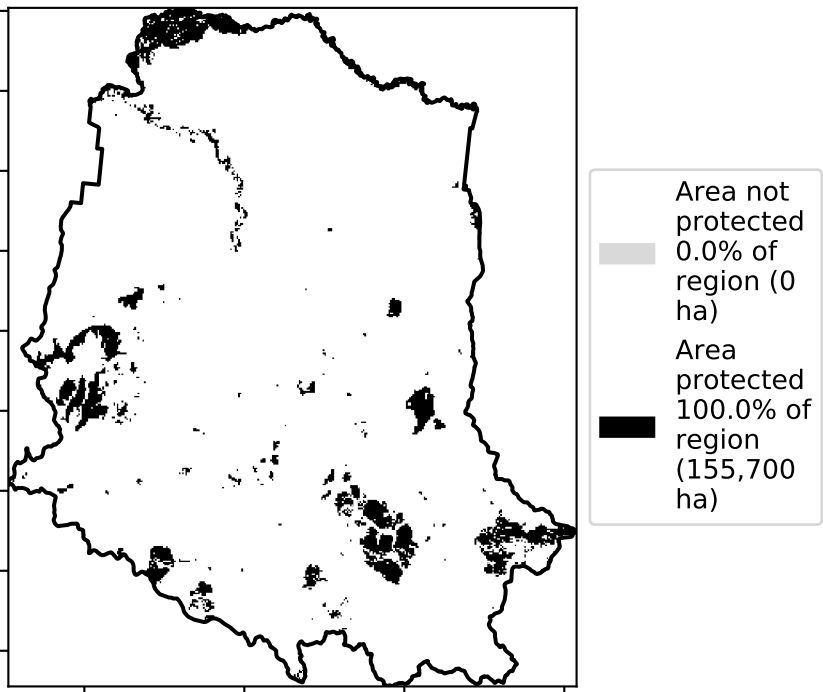 Area not
protected
0.0% of
region (0
ha)
Area
protected
100.0% of
region
(155,700
ha)